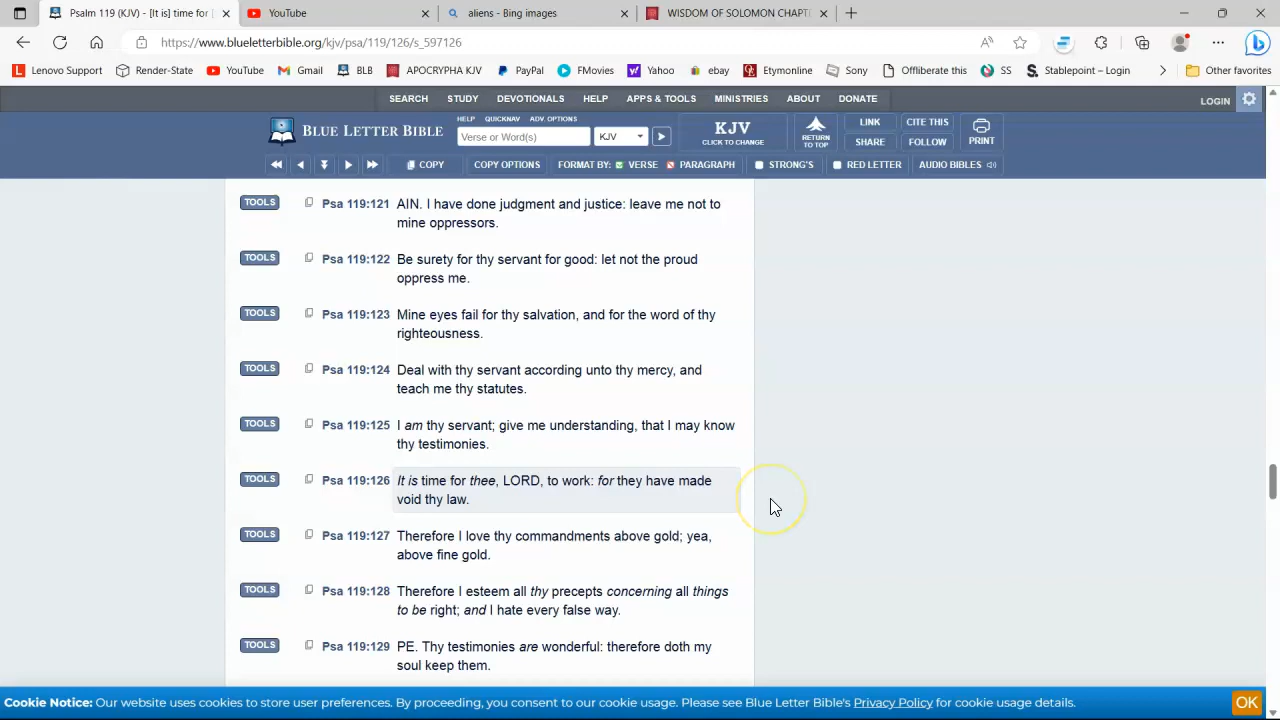 Psalm 119 (KJV) - [It is] time for
YouTube
aliens - Bing images
WISDOM OF SOLOMON CHAPT
https://www.blueletterbible.org/kjv/psa/119/126/s_597126
Lenovo Support
Render-State
YouTube
Gmail
BLB
APOCRYPHA KJV
PayPal
FMovies
Yahoo
ebay
Etymonline
Sony
Offliberate this
SS
Stablepoint – Login
Other favorites
SEARCH STUDY DEVOTIONALS HELP APPS & TOOLS MINISTRIES ABOUT DONATE
LOGIN
BLUE LETTER BIBLE
HELP QUICKNAV ADV. OPTIONS
Verse or Word(s)
KJV
KJV
CLICK TO CHANGE
RETURN
TO TOP
LINK
CITE THIS
SHARE
FOLLOW
PRINT
COPY
COPY OPTIONS
FORMAT BY: VERSE PARAGRAPH
STRONG'S
RED LETTER
AUDIO BIBLES
TOOLS Psa 119:121 AIN. I have done judgment and justice: leave me not to
mine oppressors.
TOOLS Psa 119:122 Be surety for thy servant for good: let not the proud
oppress me.
TOOLS Psa 119:123 Mine eyes fail for thy salvation, and for the word of thy
righteousness.
TOOLS Psa 119:124 Deal with thy servant according unto thy mercy, and
teach me thy statutes.
TOOLS Psa 119:125 I am thy servant; give me understanding, that I may know
thy testimonies.
TOOLS Psa 119:126 It is time for thee, LORD, to work: for they have made
void thy law.
TOOLS Psa 119:127 Therefore I love thy commandments above gold; yea,
above fine gold.
TOOLS Psa 119:128 Therefore I esteem all thy precepts concerning all things
to be right; and I hate every false way.
TOOLS Psa 119:129 PE. Thy testimonies are wonderful: therefore doth my
soul keep them.
Cookie Notice: Our website uses cookies to store user preferences. By proceeding, you consent to our cookie usage. Please see Blue Letter Bible's Privacy Policy for cookie usage details.
OK